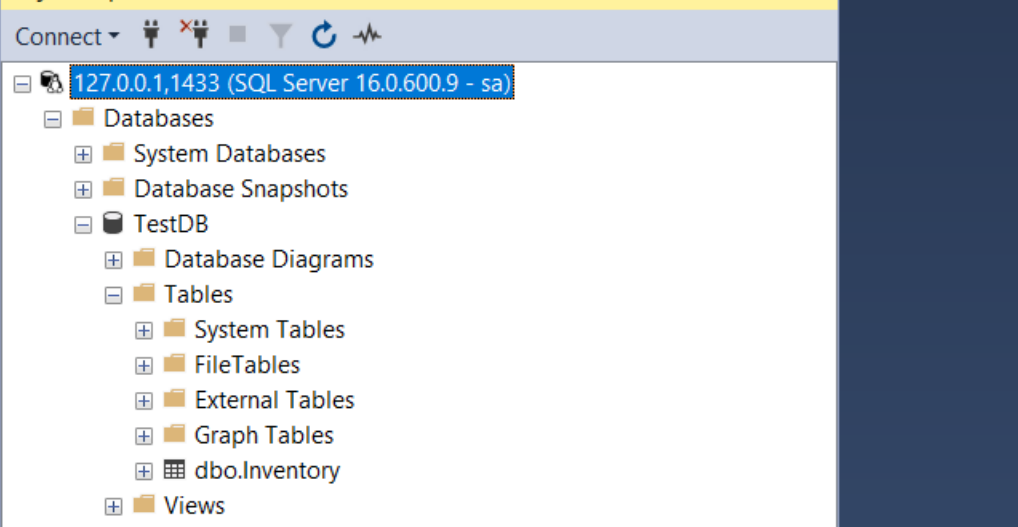 Connect
127.0.0.1,1433 (SQL Server 16.0.600.9 - sa)
Databases
System Databases
Database Snapshots
TestDB
Database Diagrams
Tables
System Tables
FileTables
External Tables
Graph Tables
dbo.Inventory
Views